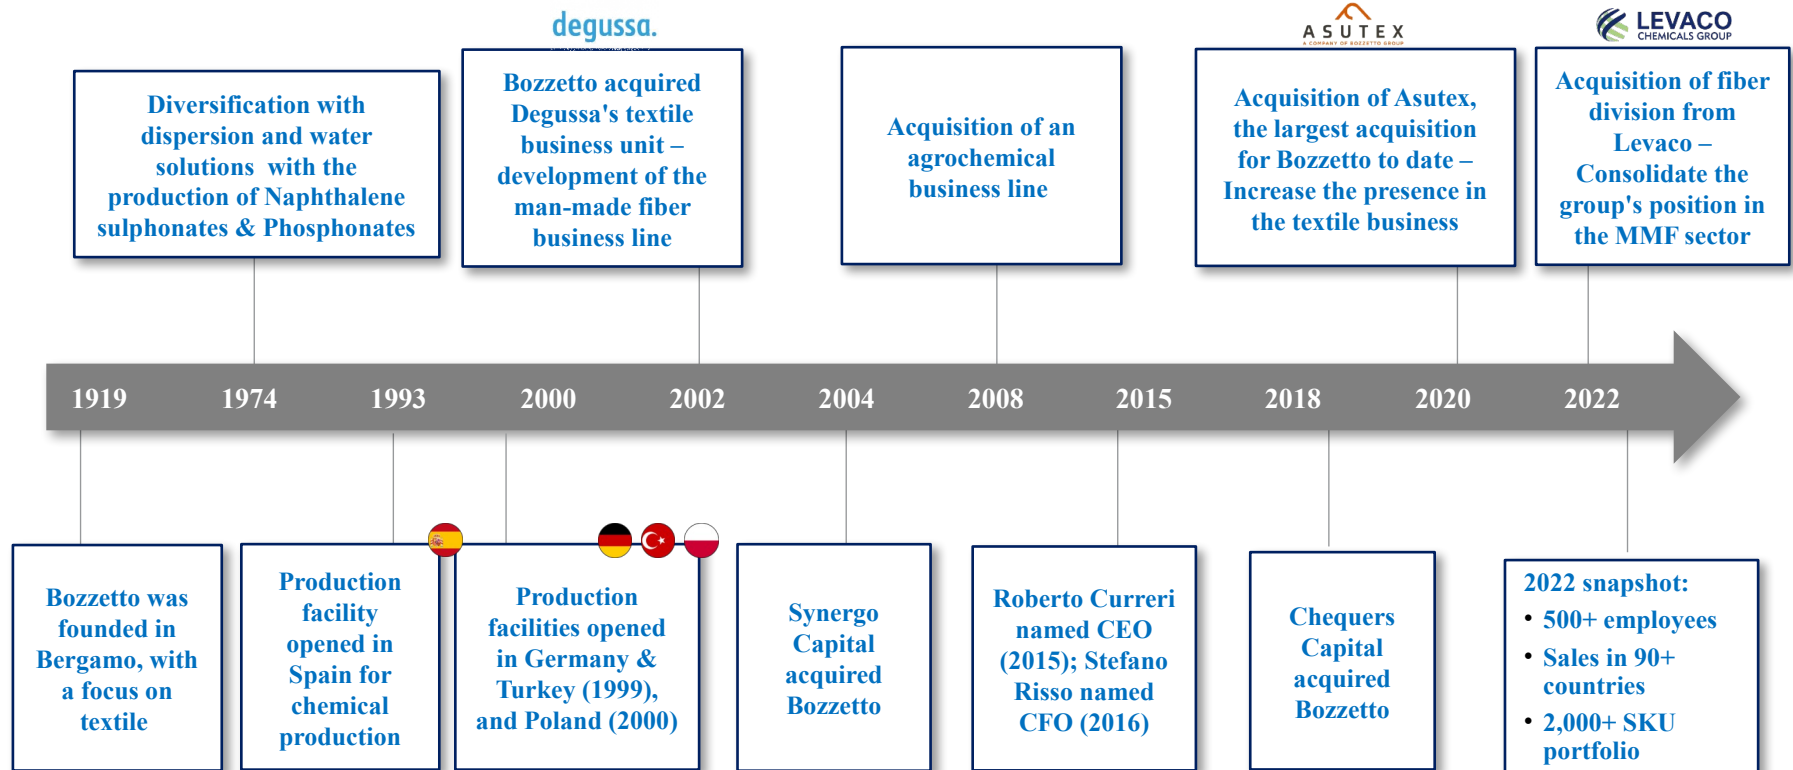 degussa.
ASUTEX
A COMPANY OF BOZZETTO GROUP
LEVACO
CHEMICALS GROUP
Diversification with
dispersion and water
solutions with the
production of Naphthalene
sulphonates & Phosphonates
Bozzetto acquired
Degussa's textile
business unit –
development of the
man-made fiber
business line
Acquisition of an
agrochemical
business line
Acquisition of Asutex,
the largest acquisition
for Bozzetto to date –
Increase the presence in
the textile business
Acquisition of fiber
division from
Levaco –
Consolidate the
group's position in
the MMF sector
1919 1974 1993 2000 2002 2004 2008 2015 2018 2020 2022
Bozzetto was
founded in
Bergamo, with
a focus on
textile
Production
facility
opened in
Spain for
chemical
production
Production
facilities opened
in Germany &
Turkey (1999),
and Poland (2000)
Synergo
Capital
acquired
Bozzetto
Roberto Curreri
named CEO
(2015); Stefano
Risso named
CFO (2016)
Chequers
Capital
acquired
Bozzetto
2022 snapshot:
• 500+ employees
• Sales in 90+
countries
• 2,000+ SKU
portfolio